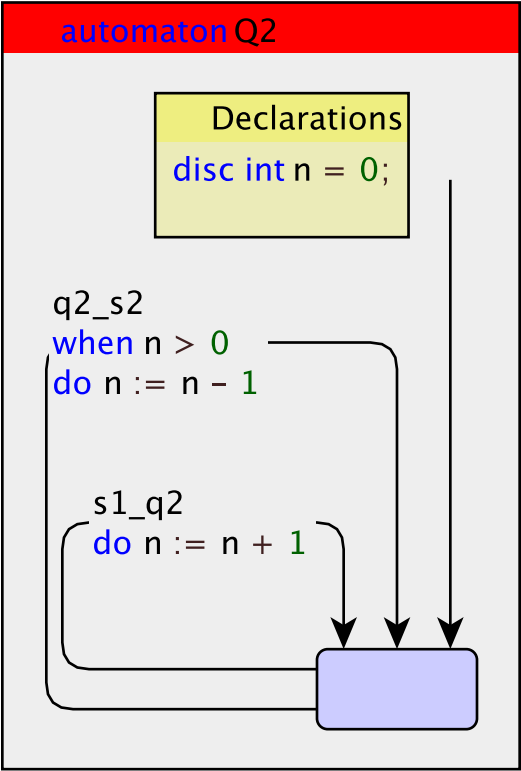 automaton Q2
Declarations
disc int n = 0;
q2_s2
when n > 0
do n := n - 1
s1_q2
do n := n + 1